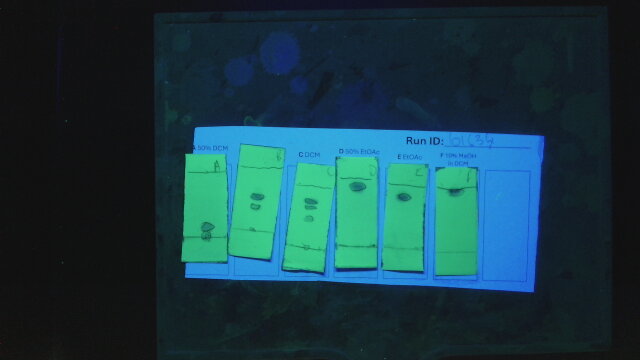 Run ID:
A 50% DCM
C DCM
D 50% EtOAc
E EtOAc
F 10% MeOH
in DCM
A
B
C
D
E